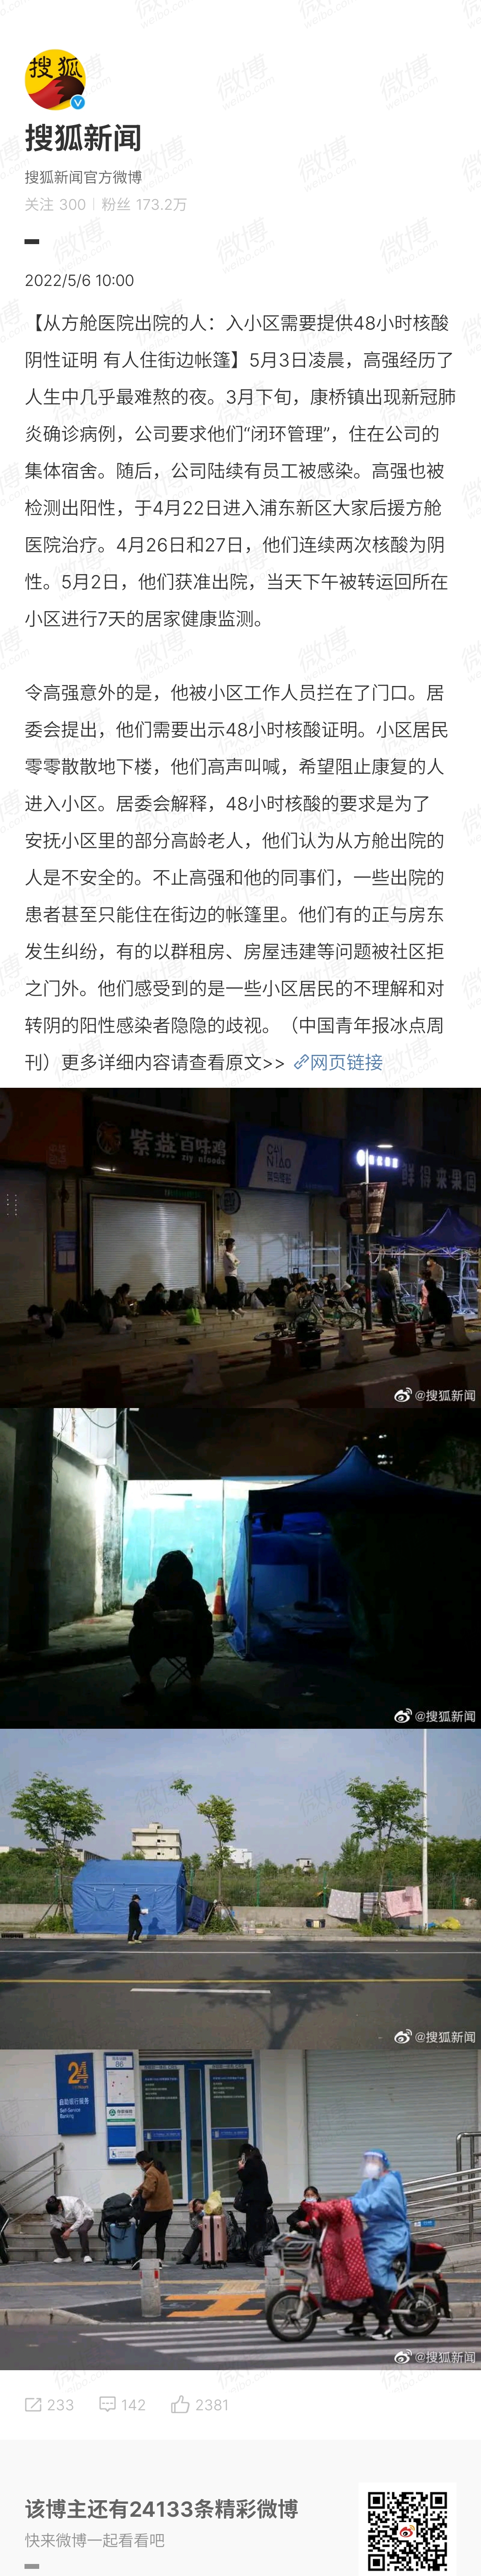 搜狐
搜狐新闻
搜狐新闻官方微博
关注 300 | 粉丝 173.2万
2022/5/6 10:00
【从方舱医院出院的人：入小区需要提供48小时核酸
阴性证明 有人住街边帐篷】5月3日凌晨，高强经历了
人生中几乎最难熬的夜。3月下旬，康桥镇出现新冠肺
炎确诊病例，公司要求他们“闭环管理”，住在公司的
集体宿舍。随后，公司陆续有员工被感染。高强也被
检测出阳性，于4月22日进入浦东新区大家后援方舱
医院治疗。4月26日和27日，他们连续两次核酸为阴
性。5月2日，他们获准出院，当天下午被转运回所在
小区进行7天的居家健康监测。
令高强意外的是，他被小区工作人员拦在了门口。居
委会提出，他们需要出示48小时核酸证明。小区居民
零零散散地下楼，他们高声叫喊，希望阻止康复的人
进入小区。居委会解释，48小时核酸的要求是为了
安抚小区里的部分高龄老人，他们认为从方舱出院的
人是不安全的。不止高强和他的同事们，一些出院的
患者甚至只能住在街边的帐篷里。他们有的正与房东
发生纠纷，有的以群租房、房屋违建等问题被社区拒
之门外。他们感受到的是一些小区居民的不理解和对
转阴的阳性感染者隐隐的歧视。（中国青年报冰点周
刊）更多详细内容请查看原文>> 网页链接
紫燕百味鸡
鲜得来果园
@搜狐新闻
@搜狐新闻
@搜狐新闻
24
自助银行服务
Self-Service
Banking
86
@搜狐新闻
233 142 2381
该博主还有24133条精彩微博
快来微博一起看看吧